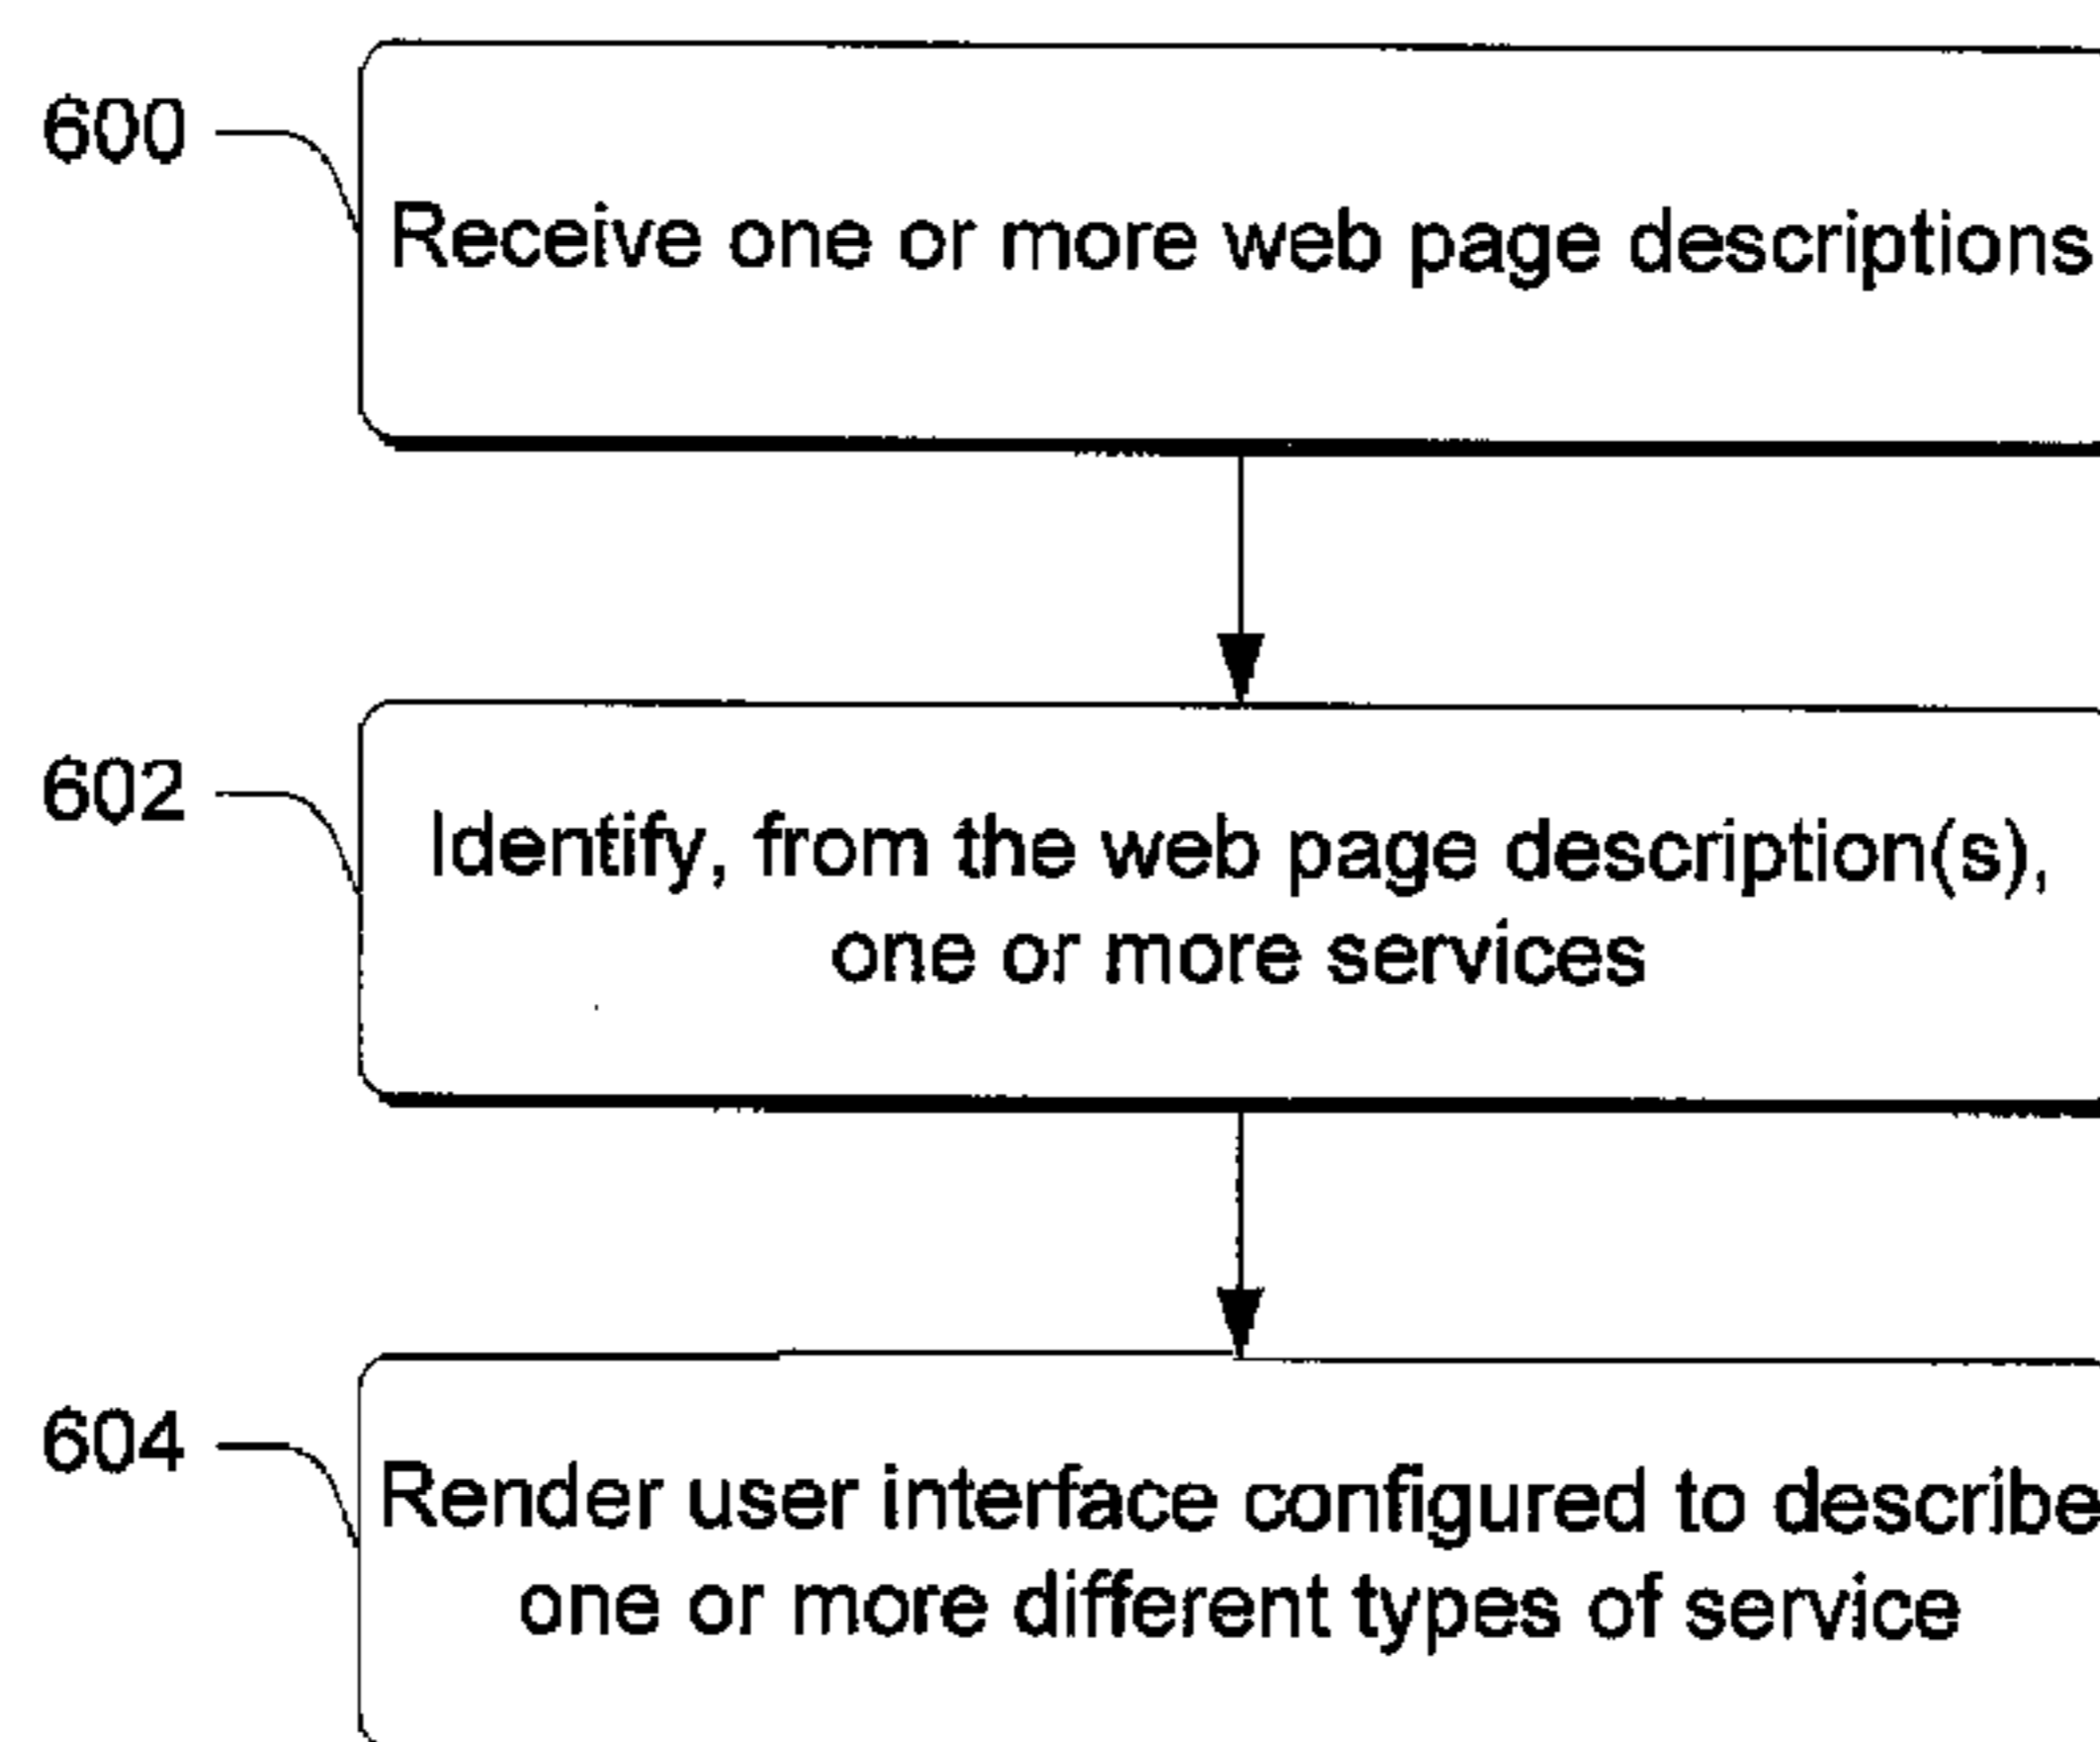 600
Receive one or more web page descriptions
602
Identify, from the web page description(s),
one or more services
604
Render user interface configured to describe
one or more different types of service